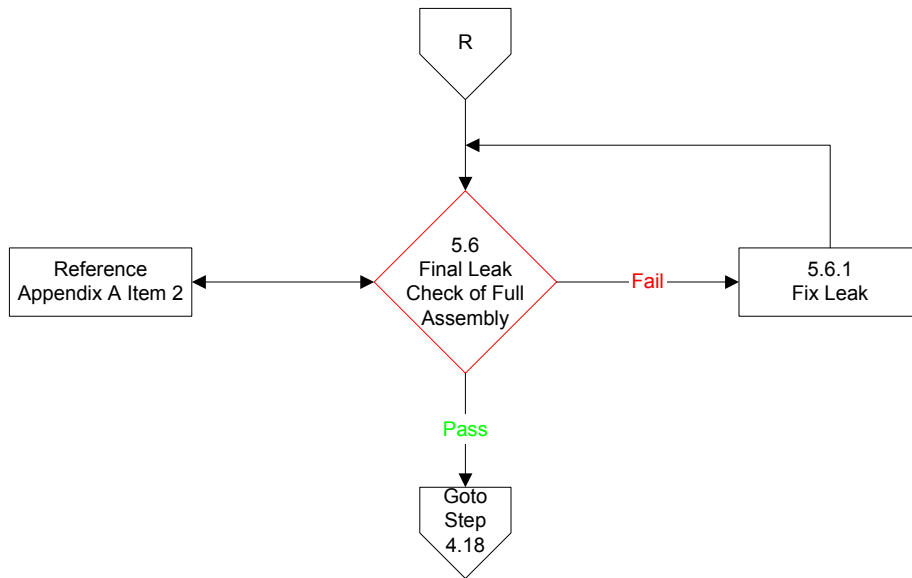 R
5.6
Final Leak
Check of Full
Assembly
Reference
Appendix A Item 2
Fail
5.6.1
Fix Leak
Pass
Goto
Step
4.18